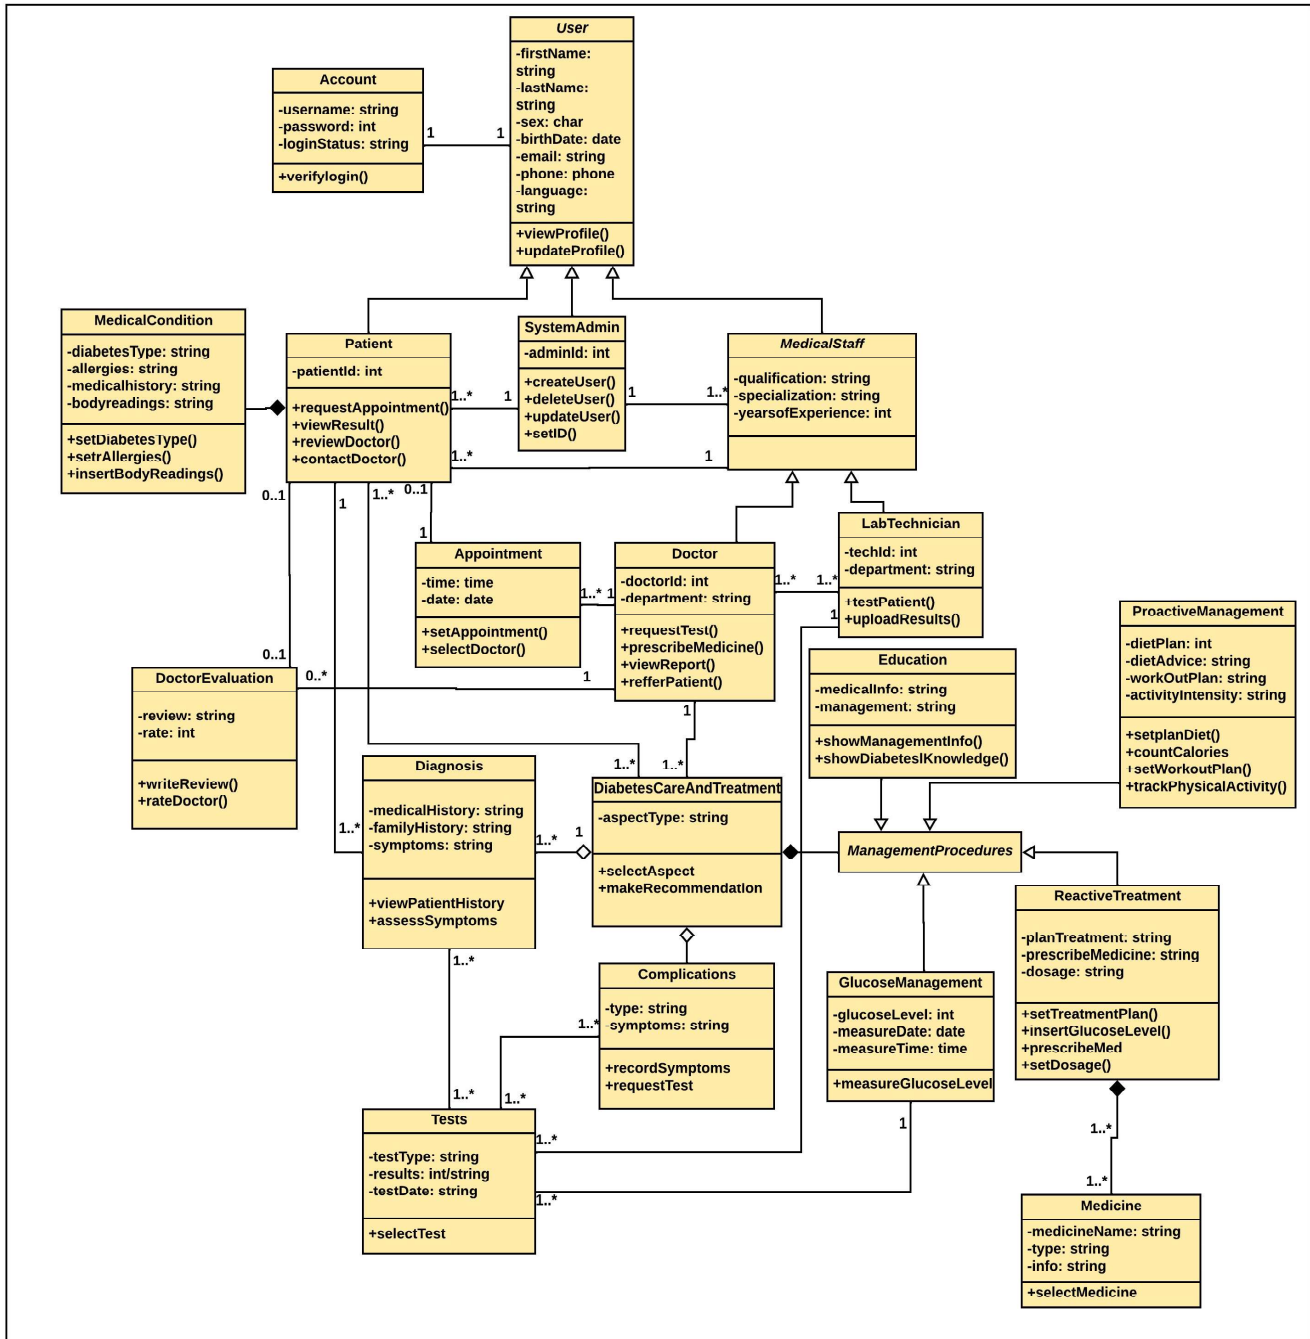 User
-firstName:
string
-lastName:
string
-sex: char
-birthDate: date
-email: string
-phone: phone
-language:
string
+viewProfile()
+updateProfile()
Account
-username: string
-password: int
-loginStatus: string
+verifylogin()
1
1
MedicalCondition
-diabetesType: string
-allergies: string
-medicalhistory: string
-bodyreadings: string
+setDiabetesType()
+setrAllergies()
+insertBodyReadings()
Patient
-patientId: int
+requestAppointment()
+viewResult()
+reviewDoctor()
+contactDoctor()
SystemAdmin
-adminId: int
+createUser()
+deleteUser()
+updateUser()
+setID()
MedicalStaff
-qualification: string
-specialization: string
-yearsofExperience: int
1..*
1
1
1..*
1..*
1
0..1
1
1..*
0..1
1
LabTechnician
-techId: int
-department: string
+testPatient()
+uploadResults()
Appointment
-time: time
-date: date
+setAppointment()
+selectDoctor()
Doctor
-doctorId: int
-department: string
+requestTest()
+prescribeMedicine()
+viewReport()
+refferPatient()
1..*
1
1..*
1..*
1
ProactiveManagement
-dietPlan: int
-dietAdvice: string
-workOutPlan: string
-activityIntensity: string
+setplanDiet()
+countCalories
+setWorkoutPlan()
+trackPhysicalActivity()
Education
-medicalInfo: string
-management: string
+showManagementInfo()
+showDiabeteslKnowledge()
0..1
DoctorEvaluation
-review: string
-rate: int
+writeReview()
+rateDoctor()
0..*
1
1
1..*
1..*
Diagnosis
-medicalHistory: string
-familyHistory: string
-symptoms: string
+viewPatientHistory
+assessSymptoms
1..*
1..*
1
DiabetesCareAndTreatment
-aspectType: string
+selectAspect
+makeRecommendation
ManagementProcedures
ReactiveTreatment
-planTreatment: string
-prescribeMedicine: string
-dosage: string
+setTreatmentPlan()
+insertGlucoseLevel()
+prescribeMed
+setDosage()
Complications
-type: string
-symptoms: string
+recordSymptoms
+requestTest
GlucoseManagement
-glucoseLevel: int
-measureDate: date
-measureTime: time
+measureGlucoseLevel
1..*
1..*
1..*
1..*
1
1..*
1..*
Tests
-testType: string
-results: int/string
-testDate: string
+selectTest
1..*
1..*
Medicine
-medicineName: string
-type: string
-info: string
+selectMedicine